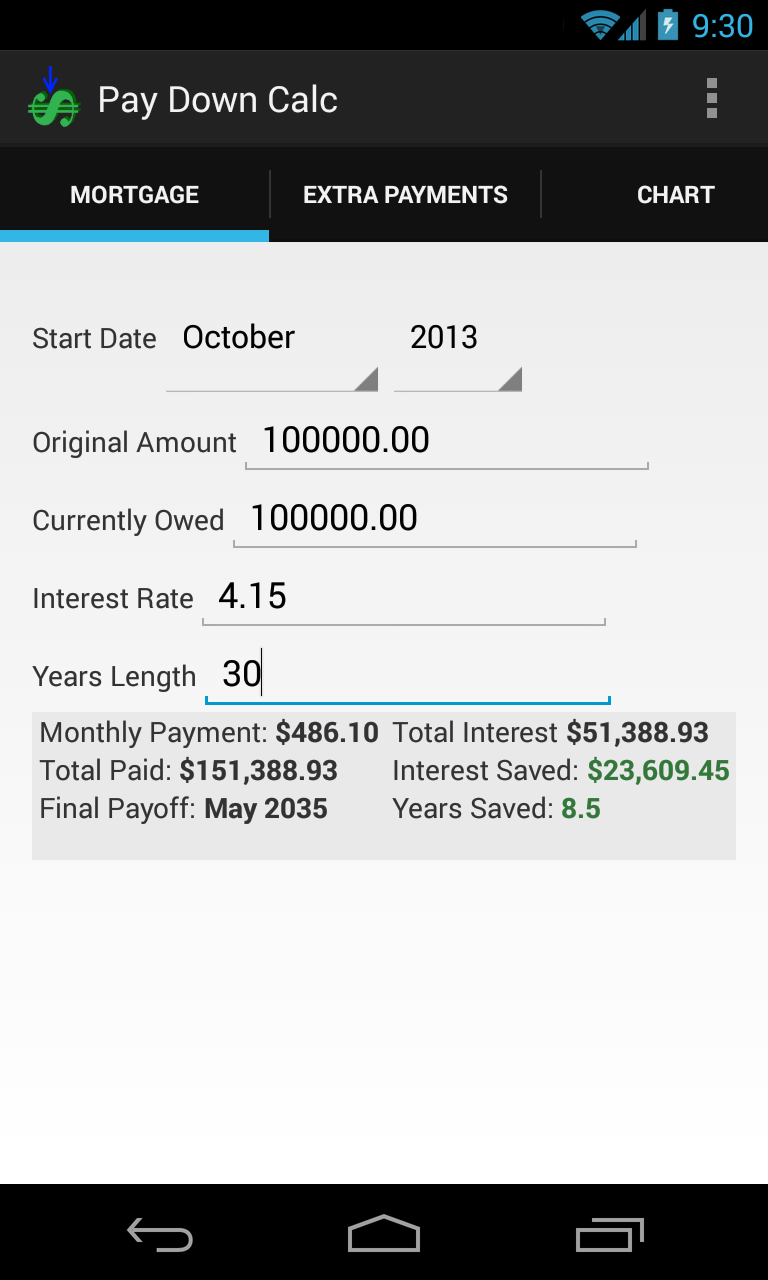 9:30
Pay Down Calc
MORTGAGE EXTRA PAYMENTS CHART
Start Date October 2013
Original Amount 100000.00
Currently Owed 100000.00
Interest Rate 4.15
Years Length 30
Monthly Payment: $486.10 Total Interest $51,388.93
Total Paid: $151,388.93 Interest Saved: $23,609.45
Final Payoff: May 2035 Years Saved: 8.5